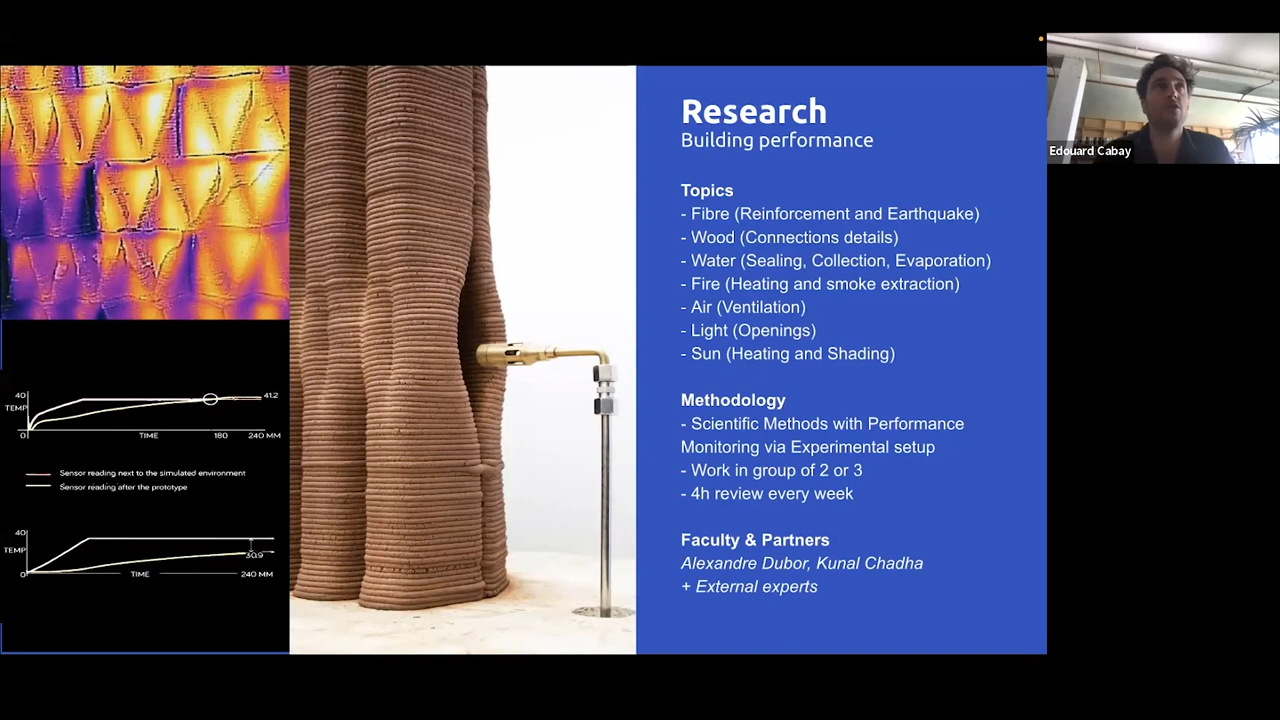 Research
Building performance
Topics
- Fibre (Reinforcement and Earthquake)
- Wood (Connections details)
- Water (Sealing, Collection, Evaporation)
- Fire (Heating and smoke extraction)
- Air (Ventilation)
- Light (Openings)
- Sun (Heating and Shading)
Methodology
- Scientific Methods with Performance
Monitoring via Experimental setup
- Work in group of 2 or 3
- 4h review every week
Faculty & Partners
Alexandre Dubor, Kunal Chadha
+ External experts
Edouard Cabay
40
41.2
TEMP
0
TIME
180
240 MM
Sensor reading next to the simulated environment
Sensor reading after the prototype
40
TEMP
30.9
0
TIME
240 MM